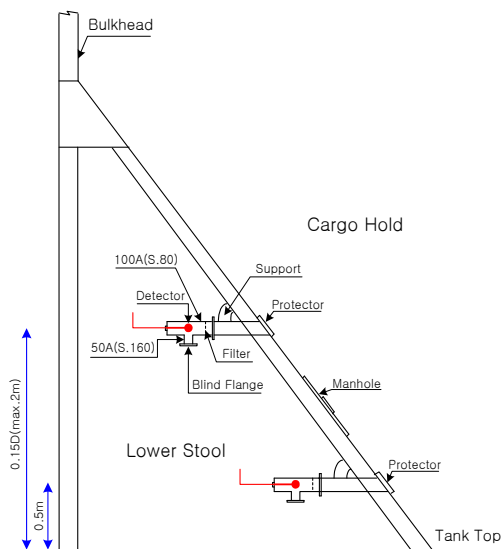 Bulkhead
Cargo Hold
100A(S.80)
Support
Detector
Protector
50A(S.160)
Filter
Blind Flange
Manhole
0.15D(max.2m)
Lower Stool
Protector
0.5m
Tank Top